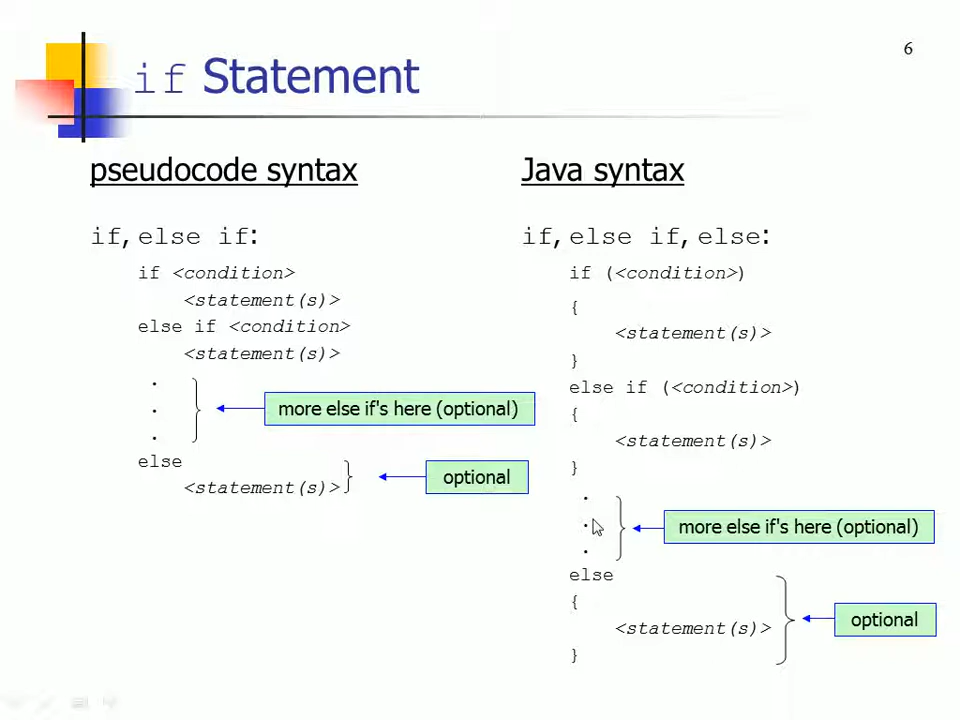 6
if Statement
pseudocode syntax
if, else if:
if <condition>
<statement(s)>
else if <condition>
<statement(s)>
.
.
.
more else if's here (optional)
else
<statement(s)>
optional
Java syntax
if, else if, else:
if (<condition>)
{
<statement(s)>
}
else if (<condition>)
{
<statement(s)>
}
.
.
.
more else if's here (optional)
else
{
<statement(s)>
}
optional